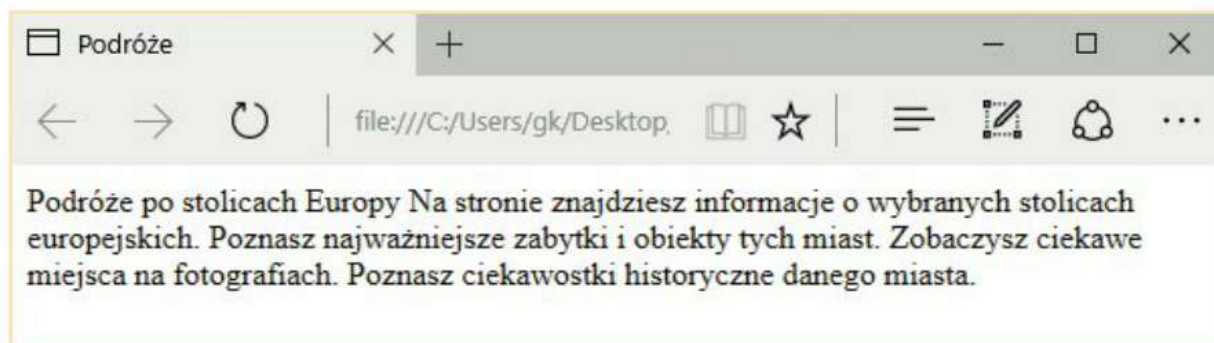 Podróże
file:///C:/Users/gk/Desktop
Podróże po stolicach Europy Na stronie znajdziesz informacje o wybranych stolicach
europejskich. Poznasz najważniejsze zabytki i obiekty tych miast. Zobaczysz ciekawe
miejsca na fotografiach. Poznasz ciekawostki historyczne danego miasta.